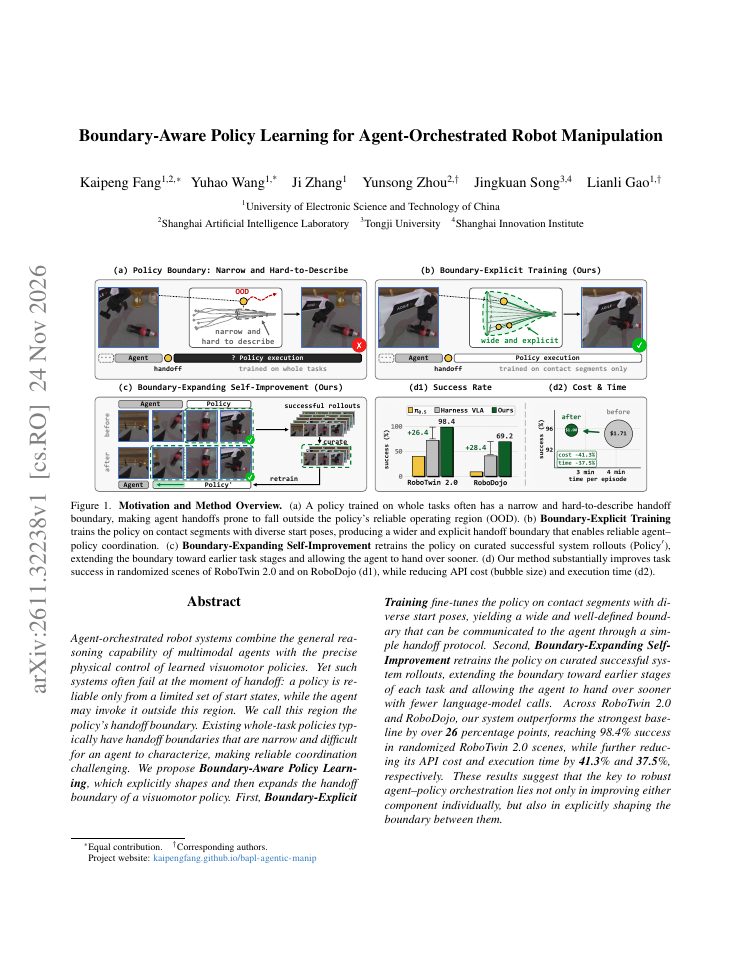 Boundary-Aware Policy Learning for Agent-Orchestrated Robot Manipulation
Kaipeng Fang1,2,∗ Yuhao Wang1,∗ Ji Zhang1 Yunsong Zhou2,† Jingkuan Song3,4 Lianli Gao1,†
1University of Electronic Science and Technology of China
2Shanghai Artificial Intelligence Laboratory 3Tongji University 4Shanghai Innovation Institute
arXiv:2611.32238v1 [cs.RO] 24 Nov 2026
(a) Policy Boundary: Narrow and Hard-to-Describe
OOD
narrow and
hard to describe
Agent
? Policy execution
handoff
trained on whole tasks
(b) Boundary-Explicit Training (Ours)
wide and explicit
Agent
Policy execution
handoff
trained on contact segments only
(c) Boundary-Expanding Self-Improvement (Ours)
Agent
Policy
successful rollouts
before
curate
after
retrain
Agent
Policy'
(d1) Success Rate
π0.5 Harness VLA Ours
success (%)
100
50
0
+26.4
98.4
+28.4
69.2
RoboTwin 2.0
RoboDojo
(d2) Cost & Time
success (%)
96
92
after
before
$1.71
cost -41.3%
time -37.5%
3 min 4 min
time per episode
Figure 1. Motivation and Method Overview. (a) A policy trained on whole tasks often has a narrow and hard-to-describe handoff
boundary, making agent handoffs prone to fall outside the policy's reliable operating region (OOD). (b) Boundary-Explicit Training
trains the policy on contact segments with diverse start poses, producing a wider and explicit handoff boundary that enables reliable agent–
policy coordination. (c) Boundary-Expanding Self-Improvement retrains the policy on curated successful system rollouts (Policy′),
extending the boundary toward earlier task stages and allowing the agent to hand over sooner. (d) Our method substantially improves task
success in randomized scenes of RoboTwin 2.0 and on RoboDojo (d1), while reducing API cost (bubble size) and execution time (d2).
Abstract
Agent-orchestrated robot systems combine the general rea-
soning capability of multimodal agents with the precise
physical control of learned visuomotor policies. Yet such
systems often fail at the moment of handoff: a policy is re-
liable only from a limited set of start states, while the agent
may invoke it outside this region. We call this region the
policy's handoff boundary. Existing whole-task policies typ-
ically have handoff boundaries that are narrow and difficult
for an agent to characterize, making reliable coordination
challenging. We propose Boundary-Aware Policy Learn-
ing, which explicitly shapes and then expands the handoff
boundary of a visuomotor policy. First, Boundary-Explicit
Training fine-tunes the policy on contact segments with di-
verse start poses, yielding a wide and well-defined bound-
ary that can be communicated to the agent through a sim-
ple handoff protocol. Second, Boundary-Expanding Self-
Improvement retrains the policy on curated successful sys-
tem rollouts, extending the boundary toward earlier stages
of each task and allowing the agent to hand over sooner
with fewer language-model calls. Across RoboTwin 2.0
and RoboDojo, our system outperforms the strongest base-
line by over 26 percentage points, reaching 98.4% success
in randomized RoboTwin 2.0 scenes, while further reduc-
ing its API cost and execution time by 41.3% and 37.5%,
respectively. These results suggest that the key to robust
agent–policy orchestration lies not only in improving either
component individually, but also in explicitly shaping the
boundary between them.
∗Equal contribution. †Corresponding authors.
Project website: kaipengfang.github.io/bapl-agentic-manip